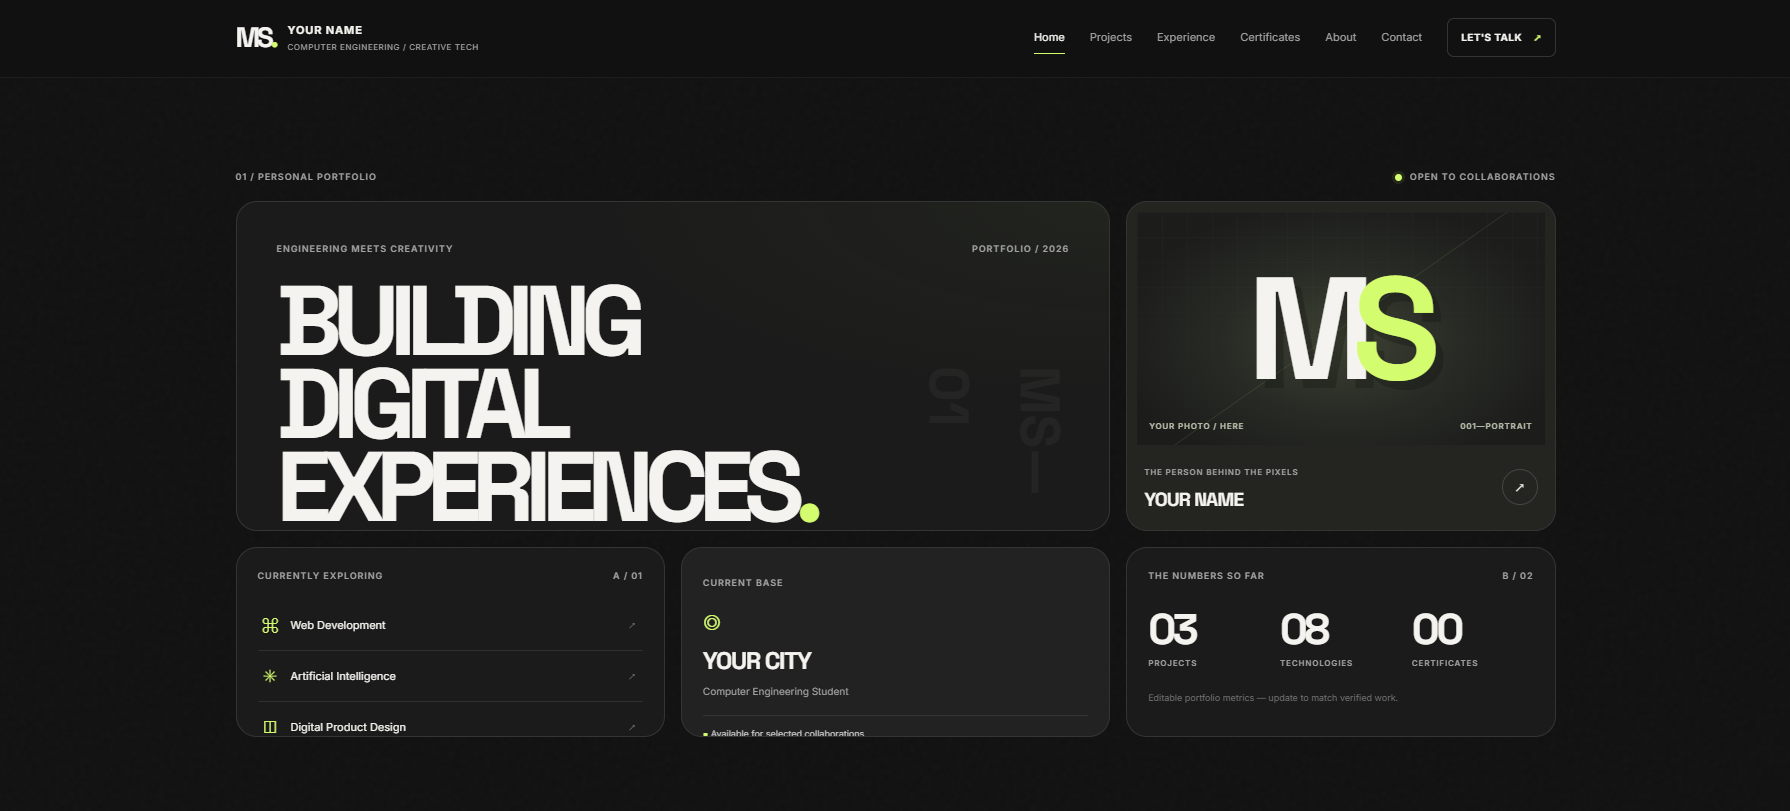 MS.
YOUR NAME
COMPUTER ENGINEERING / CREATIVE TECH
Home
Projects
Experience
Certificates
About
Contact
LET'S TALK ↗
01 / PERSONAL PORTFOLIO
OPEN TO COLLABORATIONS
ENGINEERING MEETS CREATIVITY
PORTFOLIO / 2026
BUILDING
DIGITAL
EXPERIENCES.
MS—
01
MS
YOUR PHOTO / HERE
001—PORTRAIT
THE PERSON BEHIND THE PIXELS
YOUR NAME
↗
CURRENTLY EXPLORING
A / 01
⌘ Web Development ↗
✳ Artificial Intelligence ↗
◫ Digital Product Design ↗
CURRENT BASE
◎
YOUR CITY
Computer Engineering Student
Available for selected collaborations
THE NUMBERS SO FAR
B / 02
03
PROJECTS
08
TECHNOLOGIES
00
CERTIFICATES
Editable portfolio metrics — update to match verified work.